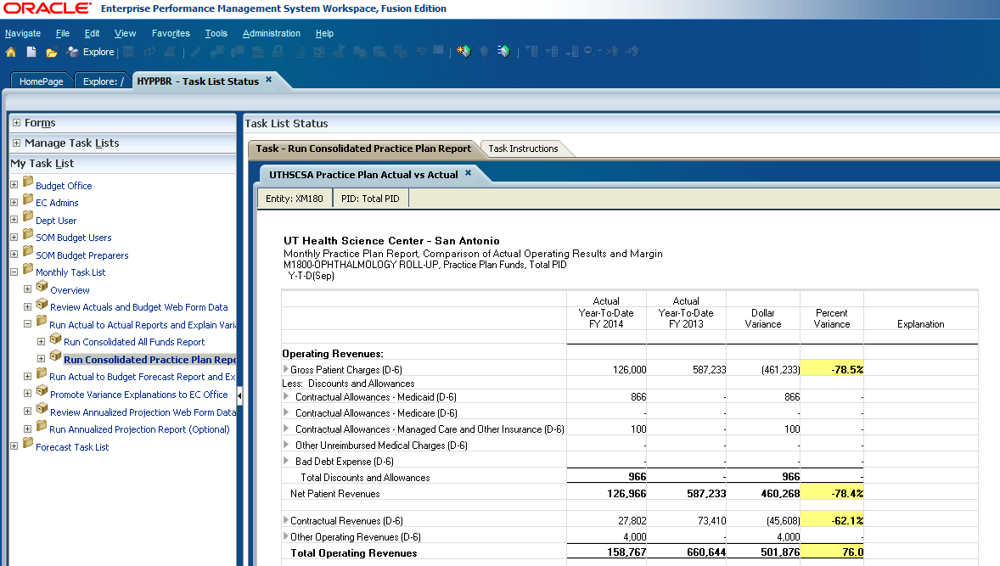 ORACLE Enterprise Performance Management System Workspace, Fusion Edition
Navigate File Edit View Favorites Tools Administration Help
Explore
HomePage Explore: / HYPPBR - Task List Status
Forms
Manage Task Lists
My Task List
Budget Office
EC Admins
Dept User
SOM Budget Users
SOM Budget Preparers
Monthly Task List
Overview
Review Actuals and Budget Web Form Data
Run Actual to Actual Reports and Explain Vari
Run Consolidated All Funds Report
Run Consolidated Practice Plan Repo
Run Actual to Budget Forecast Report and Ex
Promote Variance Explanations to EC Office
Review Annualized Projection Web Form Data
Run Annualized Projection Report (Optional)
Forecast Task List
Task List Status
Task - Run Consolidated Practice Plan Report Task Instructions
UTHSCSA Practice Plan Actual vs Actual
Entity: XM180 PID: Total PID
UT Health Science Center - San Antonio
Monthly Practice Plan Report, Comparison of Actual Operating Results and Margin
M1800-OPHTHALMOLOGY ROLL-UP, Practice Plan Funds, Total PID
Y-T-D(Sep)
Actual Actual
Year-To-Date Year-To-Date Dollar Percent
FY 2014 FY 2013 Variance Variance Explanation
Operating Revenues:
Gross Patient Charges (D-6) 126,000 587,233 (461,233) -78.5%
Less: Discounts and Allowances
Contractual Allowances - Medicaid (D-6) 866 - 866 -
Contractual Allowances - Medicare (D-6) - - - -
Contractual Allowances - Managed Care and Other Insurance (D-6) 100 - 100 -
Other Unreimbursed Medical Charges (D-6) - - - -
Bad Debt Expense (D-6) - - - -
Total Discounts and Allowances 966 - 966 -
Net Patient Revenues 126,966 587,233 460,268 -78.4%
Contractual Revenues (D-6) 27,802 73,410 (45,608) -62.1%
Other Operating Revenues (D-6) 4,000 - 4,000 -
Total Operating Revenues 158,767 660,644 501,876 76.0